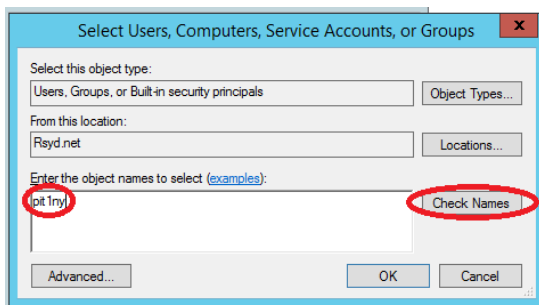 Select Users, Computers, Service Accounts, or Groups
x
Select this object type:
Users, Groups, or Built-in security principals
Object Types...
From this location:
Rsyd.net
Locations...
Enter the object names to select (examples):
pit1ny
Check Names
Advanced...
OK
Cancel